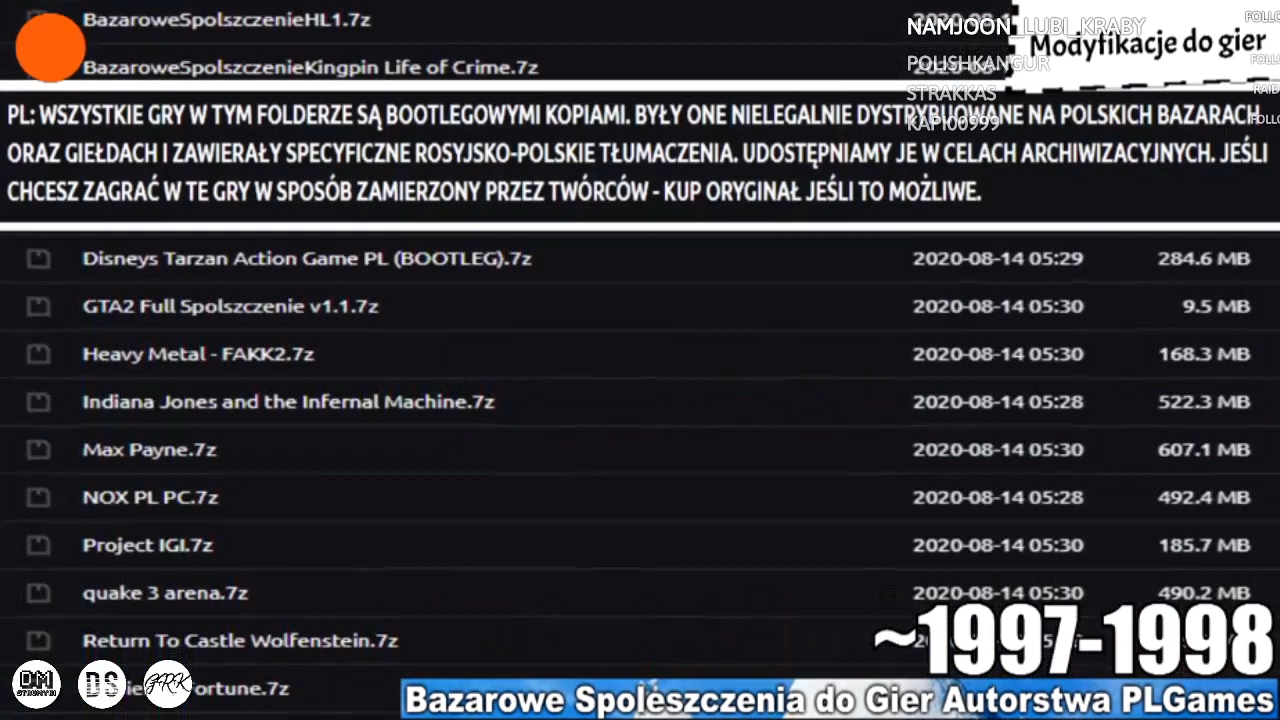 BazaroweSpolszczenieHL1.7z
NAMJOON_LUBI_KRABY
FOLL
Modyfikacje do gier
BazaroweSpolszczenieKingpin Life of Crime.7z
POLISHKANGUR
FOLL
STRAKKAS
RAID
KAPI00999
FOLL
PL: WSZYSTKIE GRY W TYM FOLDERZE SĄ BOOTLEGOWYMI KOPIAMI. BYŁY ONE NIELEGALNIE DYSTRYBUOWANE NA POLSKICH BAZARACH,
ORAZ GIEŁDACH I ZAWIERAŁY SPECYFICZNE ROSYJSKO-POLSKIE TŁUMACZENIA. UDOSTĘPNIAMY JE W CELACH ARCHIWIZACYJNYCH. JEŚLI
CHCESZ ZAGRAĆ W TE GRY W SPOSÓB ZAMIERZONY PRZEZ TWÓRCÓW - KUP ORYGINAŁ JEŚLI TO MOŻLIWE.
Disneys Tarzan Action Game PL (BOOTLEG).7z 2020-08-14 05:29 284.6 MB
GTA2 Full Spolszczenie v1.1.7z 2020-08-14 05:30 9.5 MB
Heavy Metal - FAKK2.7z 2020-08-14 05:30 168.3 MB
Indiana Jones and the Infernal Machine.7z 2020-08-14 05:28 522.3 MB
Max Payne.7z 2020-08-14 05:30 607.1 MB
NOX PL PC.7z 2020-08-14 05:28 492.4 MB
Project IGI.7z 2020-08-14 05:30 185.7 MB
quake 3 arena.7z 2020-08-14 05:30 490.2 MB
Return To Castle Wolfenstein.7z
~1997-1998
DM
DS
GRK
Fortune.7z
Bazarowe Spoleszczenia do Gier Autorstwa PLGames